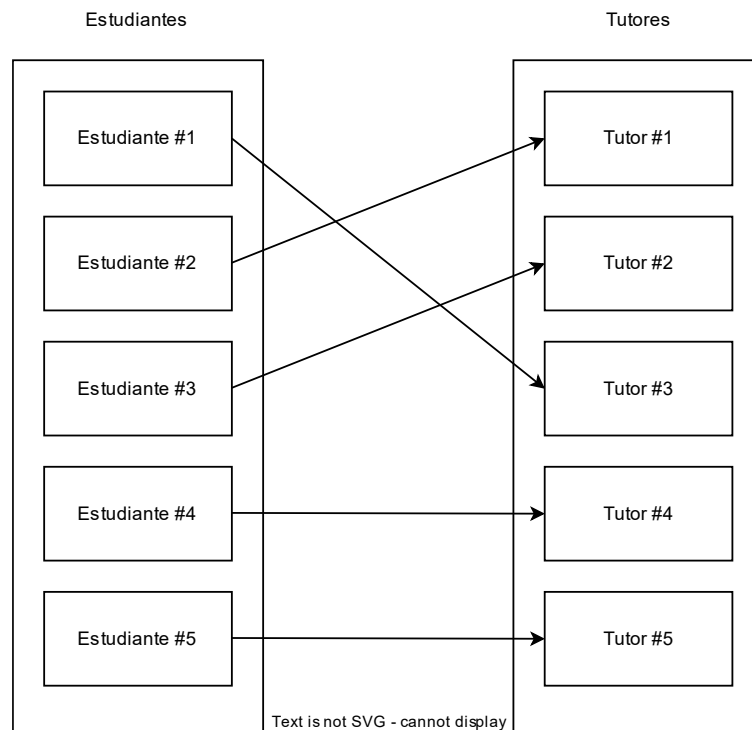 Estudiantes
Tutores
Estudiante #1
Tutor #1
Estudiante #2
Tutor #2
Estudiante #3
Tutor #3
Estudiante #4
Tutor #4
Estudiante #5
Tutor #5
Text is not SVG - cannot display